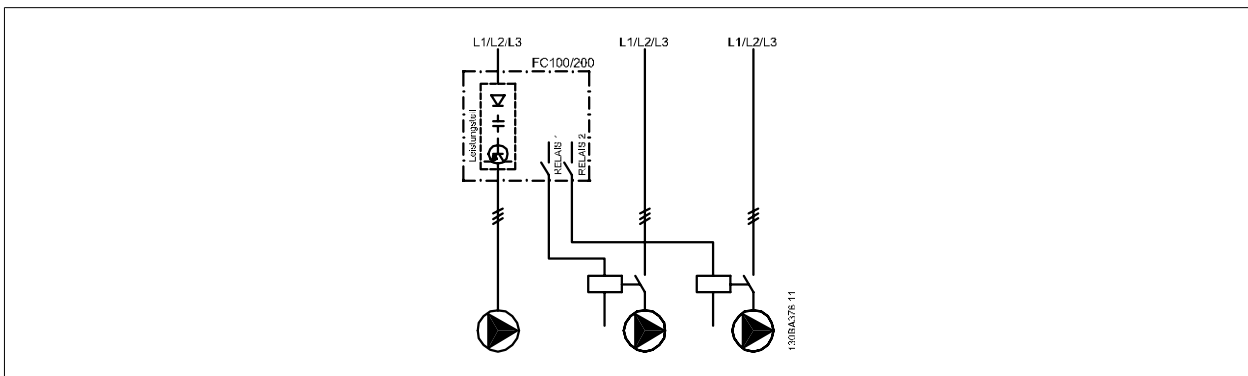 L1/L2/L3
L1/L2/L3
L1/L2/L3
FC100/200
Leistungsteil
RELAIS 1
RELAIS 2
130BA376.11